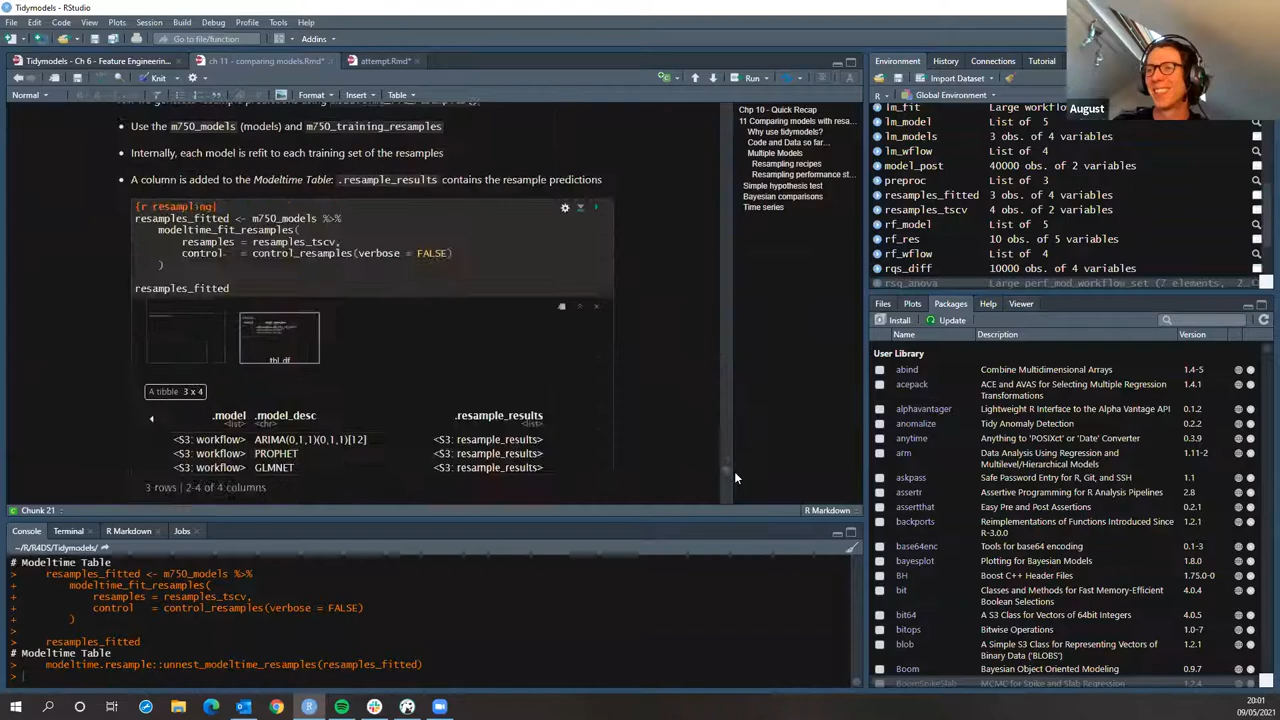 Tidymodels - RStudio
File Edit Code View Plots Session Build Debug Profile Tools Help
Go to file/function
Addins
Tidymodels - Ch 6 - Feature Engineerin...
ch 11 - comparing models.Rmd*
attempt.Rmd*
Knit
Run
Normal
Format
Insert
Table
Use the m750_models (models) and m750_training_resamples
Internally, each model is refit to each training set of the resamples
A column is added to the Modeltime Table: .resample_results contains the resample predictions
{r resampling}
resamples_fitted <- m750_models %>%
modeltime_fit_resamples(
resamples = resamples_tscv,
control = control_resamples(verbose = FALSE)
)
resamples_fitted
tbl_df
A tibble 3 x 4
.model .model_desc .resample_results
<list> <chr> <list>
<S3: workflow> ARIMA(0,1,1)(0,1,1)[12] <S3: resample_results>
<S3: workflow> PROPHET <S3: resample_results>
<S3: workflow> GLMNET <S3: resample_results>
3 rows | 2-4 of 4 columns
Chunk 21
R Markdown
Chp 10 - Quick Recap
11 Comparing models with resa...
Why use tidymodels?
Code and Data so far...
Multiple Models
Resampling recipes
Resampling performance st...
Simple hypothesis test
Bayesian comparisons
Time series
Console Terminal R Markdown Jobs
~/R/R4DS/Tidymodels/
# Modeltime Table
> resamples_fitted <- m750_models %>%
+ modeltime_fit_resamples(
+ resamples = resamples_tscv,
+ control = control_resamples(verbose = FALSE)
+ )
>
> resamples_fitted
# Modeltime Table
> modeltime.resample::unnest_modeltime_resamples(resamples_fitted)
>
August
Environment History Connections Tutorial
Import Dataset
R
Global Environment
lm_fit Large workflow
lm_model List of 5
lm_models 3 obs. of 4 variables
lm_wflow List of 4
model_post 40000 obs. of 2 variables
preproc List of 3
resamples_fitted 3 obs. of 4 variables
resamples_tscv 4 obs. of 2 variables
rf_model List of 5
rf_res 10 obs. of 5 variables
rf_wflow List of 4
rqs_diff 10000 obs. of 4 variables
rsq_anova Large perf_mod_workflow_set (7 elements, 2...
Files Plots Packages Help Viewer
Install Update
Name Description Version
User Library
abind Combine Multidimensional Arrays 1.4-5
acepack ACE and AVAS for Selecting Multiple Regression Transformations 1.4.1
alphavantager Lightweight R Interface to the Alpha Vantage API 0.1.2
anomalize Tidy Anomaly Detection 0.2.2
anytime Anything to 'POSIXct' or 'Date' Converter 0.3.9
arm Data Analysis Using Regression and Multilevel/Hierarchical Models 1.11-2
askpass Safe Password Entry for R, Git, and SSH 1.1
assertr Assertive Programming for R Analysis Pipelines 2.8
assertthat Easy Pre and Post Assertions 0.2.1
backports Reimplementations of Functions Introduced Since R-3.0.0 1.2.1
base64enc Tools for base64 encoding 0.1-3
bayesplot Plotting for Bayesian Models 1.8.0
BH Boost C++ Header Files 1.75.0-0
bit Classes and Methods for Fast Memory-Efficient Boolean Selections 4.0.4
bit64 A S3 Class for Vectors of 64bit Integers 4.0.5
bitops Bitwise Operations 1.0-7
blob A Simple S3 Class for Representing Vectors of Binary Data ('BLOBS') 1.2.1
Boom Bayesian Object Oriented Modeling 0.9.7
BoomSpikeSlab MCMC for Spike and Slab Regression 1.2.4
20:01
09/05/2021